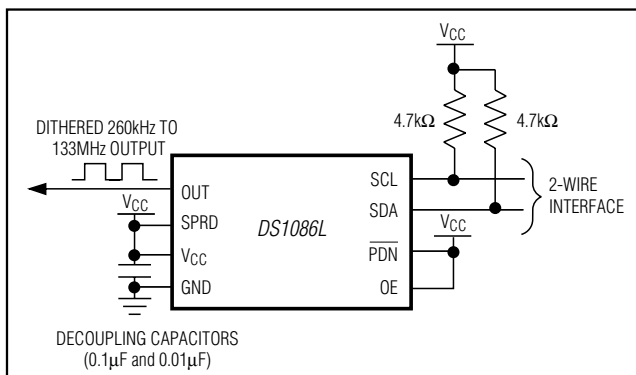 VCC
4.7kΩ 4.7kΩ
DITHERED 260kHz TO
133MHz OUTPUT
OUT
SCL
2-WIRE
INTERFACE
VCC
SPRD
DS1086L
SDA
VCC
VCC
PDN
GND
OE
DECOUPLING CAPACITORS
(0.1μF and 0.01μF)